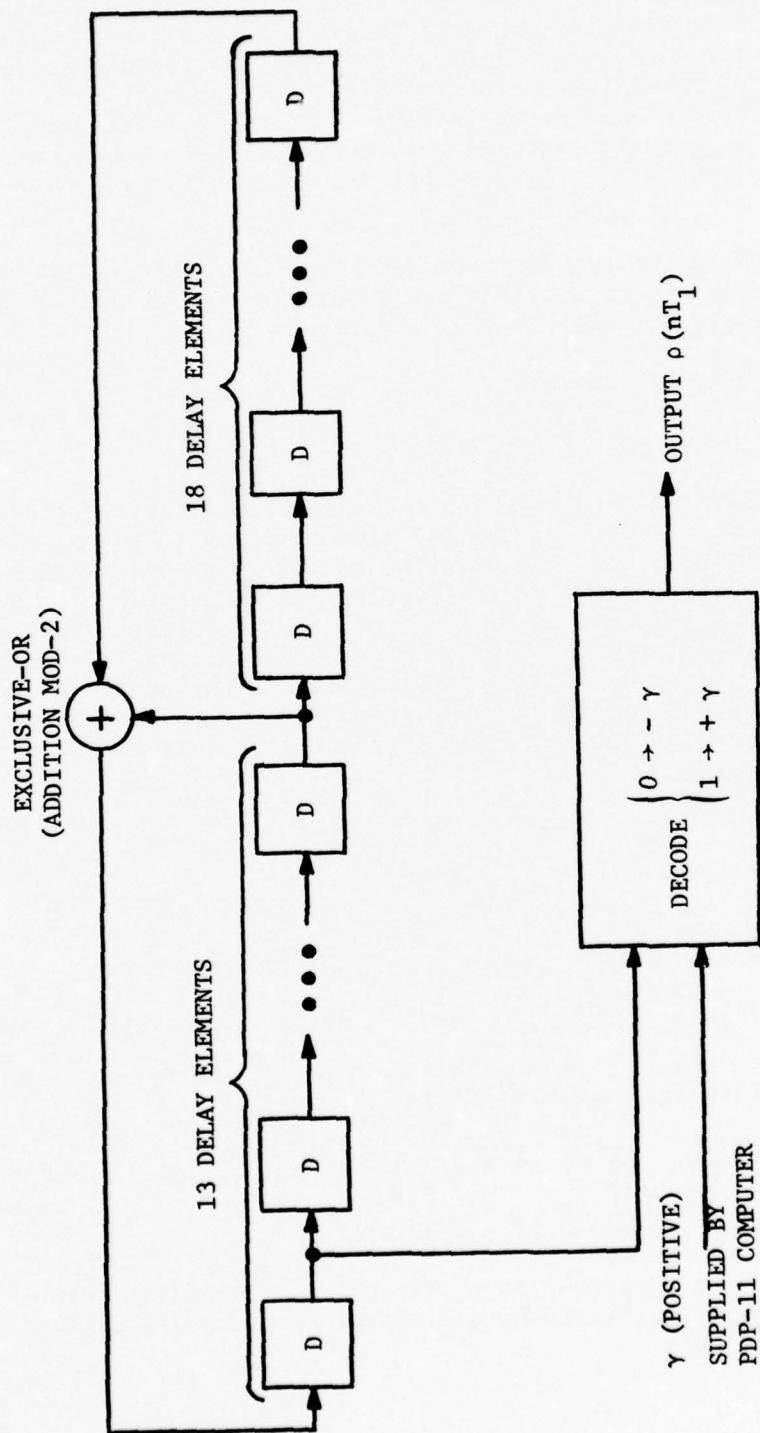 EXCLUSIVE-OR
(ADDITION MOD-2)
+
13 DELAY ELEMENTS
18 DELAY ELEMENTS
D
D
D
D
D
D
γ (POSITIVE)
SUPPLIED BY
PDP-11 COMPUTER
DECODE { 0 → - γ
1 → + γ
OUTPUT ρ(nT1)